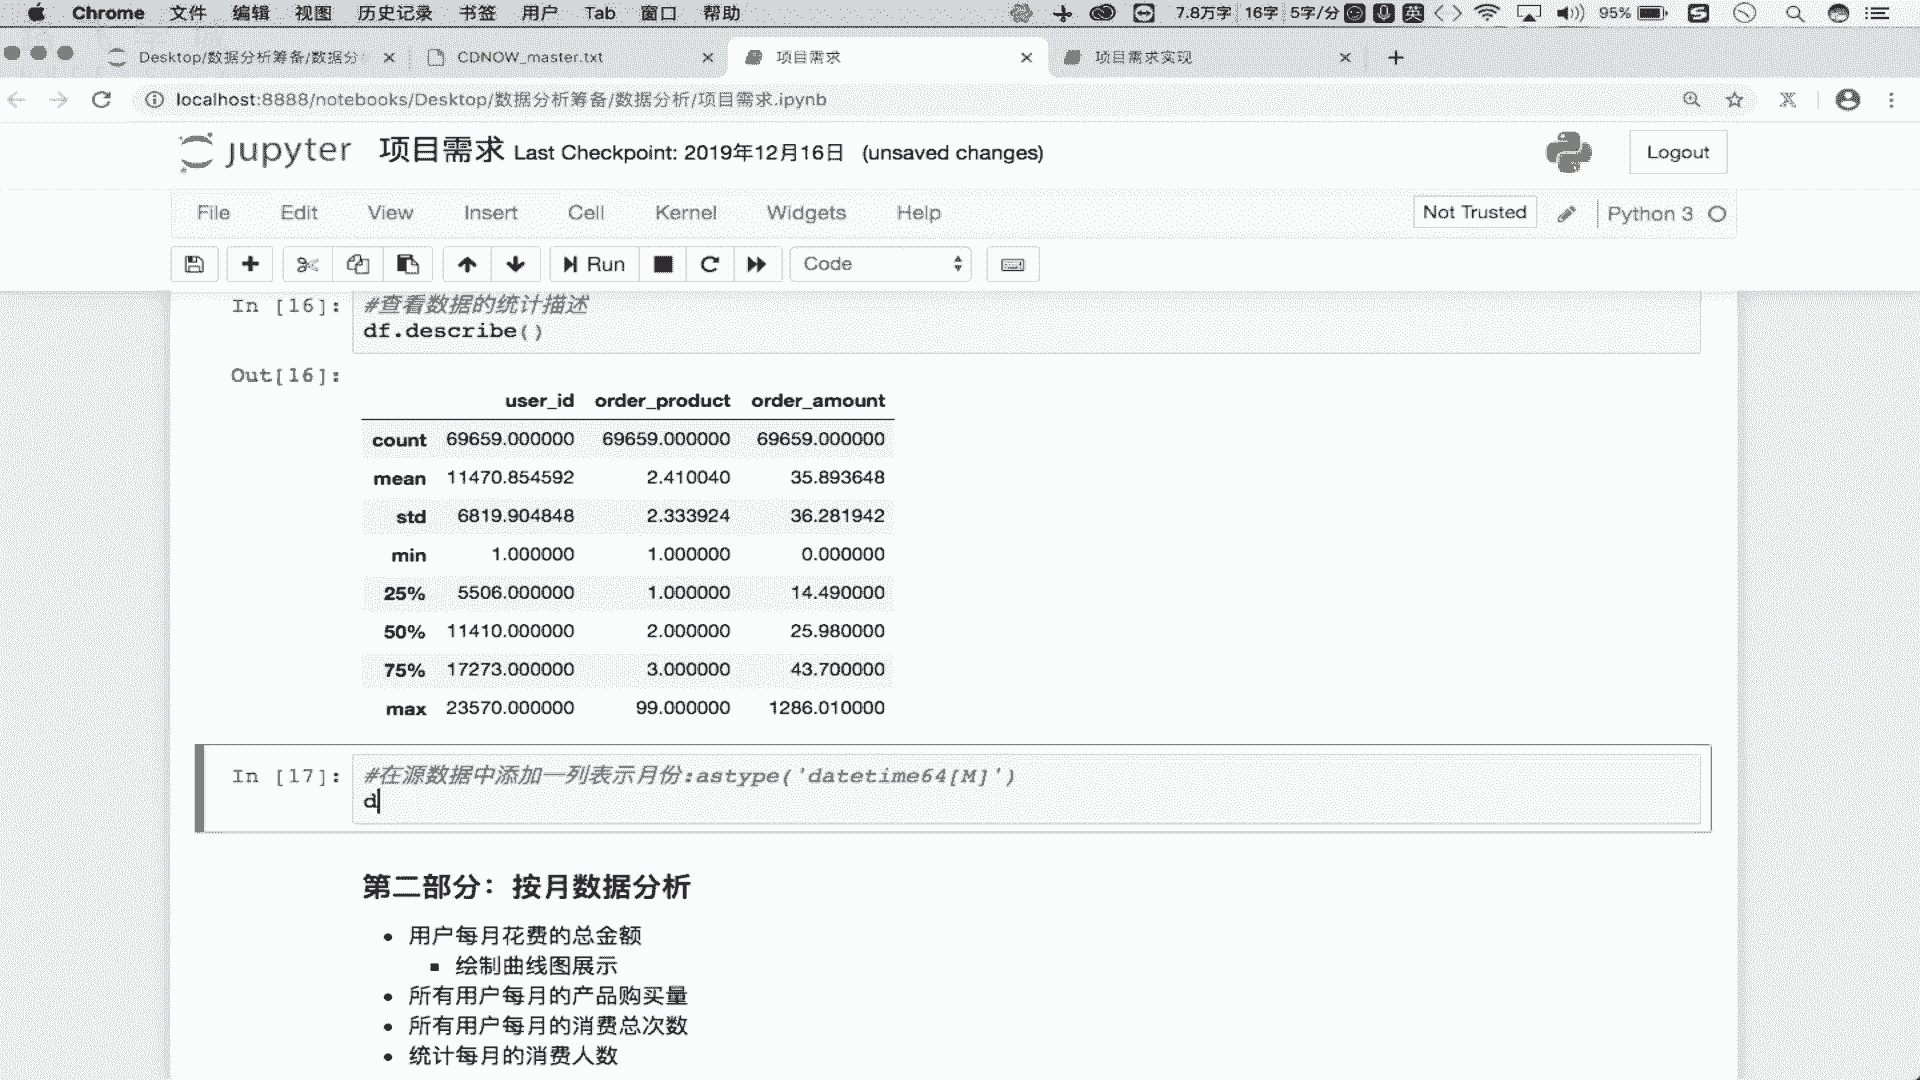 Chrome 文件 编辑 视图 历史记录 书签 用户 Tab 窗口 帮助 7.8万字 16字 5字/分 英 95%
Desktop/数据分析筹备/数据分 CDNOW_master.txt 项目需求 项目需求实现
localhost:8888/notebooks/Desktop/数据分析筹备/数据分析/项目需求.ipynb
jupyter 项目需求 Last Checkpoint: 2019年12月16日 (unsaved changes) Logout
File Edit View Insert Cell Kernel Widgets Help Not Trusted Python 3
Run Code
In [16]: #查看数据的统计描述
df.describe()
Out[16]:
user_id order_product order_amount
count 69659.000000 69659.000000 69659.000000
mean 11470.854592 2.410040 35.893648
std 6819.904848 2.333924 36.281942
min 1.000000 1.000000 0.000000
25% 5506.000000 1.000000 14.490000
50% 11410.000000 2.000000 25.980000
75% 17273.000000 3.000000 43.700000
max 23570.000000 99.000000 1286.010000
In [17]: #在源数据中添加一列表示月份:astype('datetime64[M]')
d
第二部分：按月数据分析
用户每月花费的总金额
绘制曲线图展示
所有用户每月的产品购买量
所有用户每月的消费总次数
统计每月的消费人数